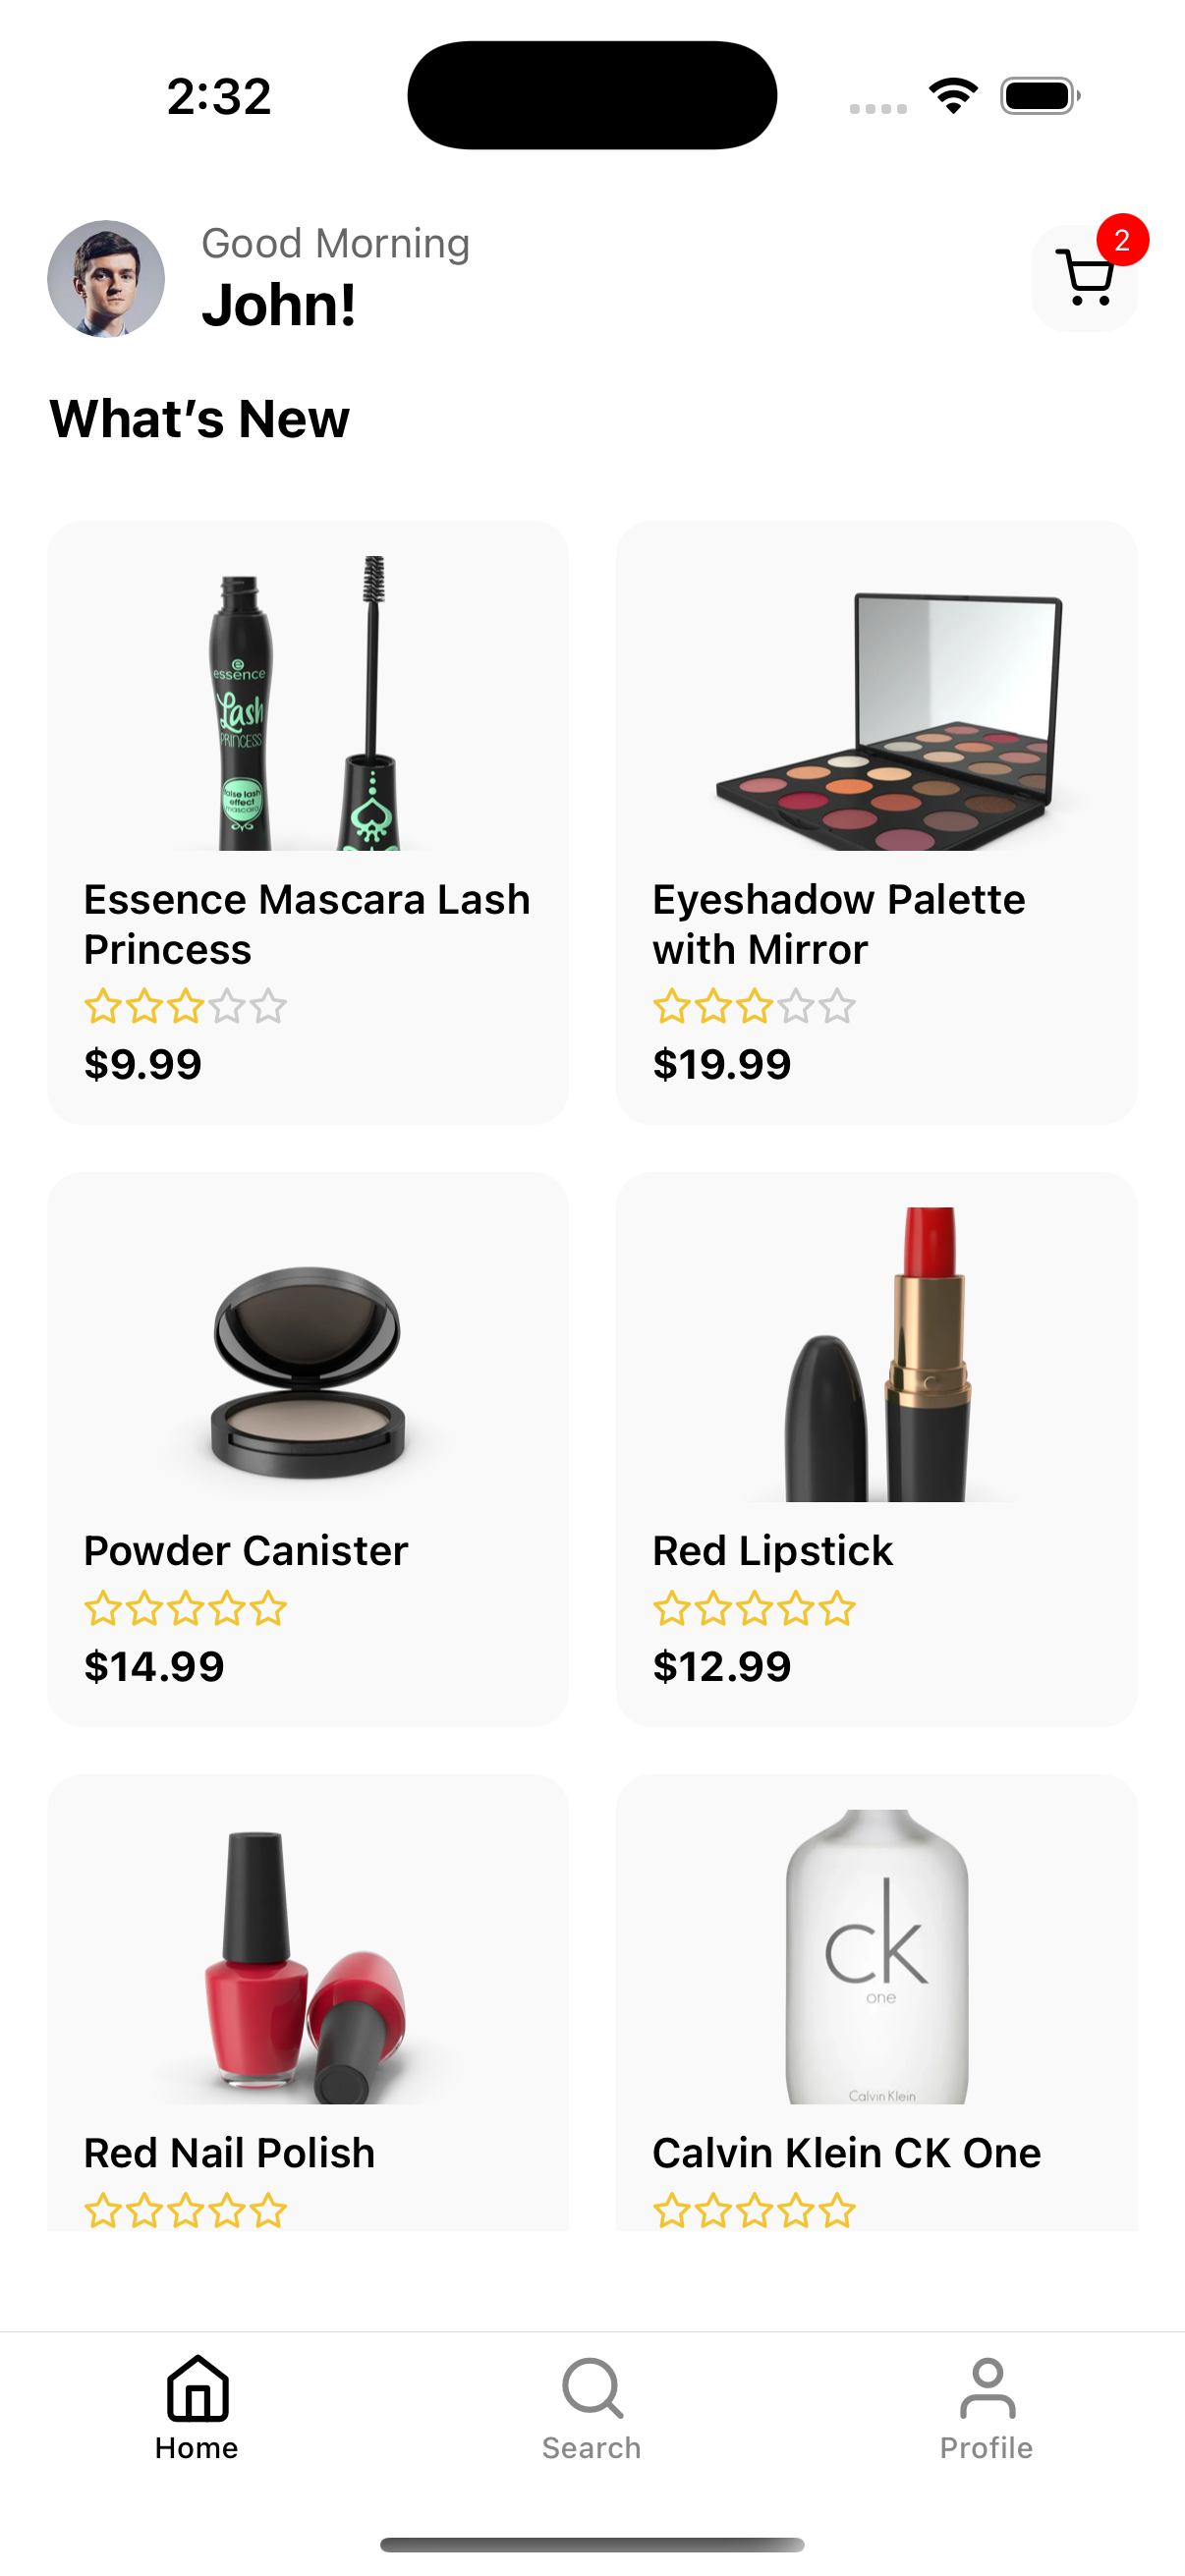 2:32
Good Morning
John!
2
What's New
essence
Lash
PRINCESS
false lash
effect
mascara
Essence Mascara Lash
Princess
$9.99
Eyeshadow Palette
with Mirror
$19.99
Powder Canister
$14.99
Red Lipstick
$12.99
Red Nail Polish
ck
one
Calvin Klein
Calvin Klein CK One
Home
Search
Profile